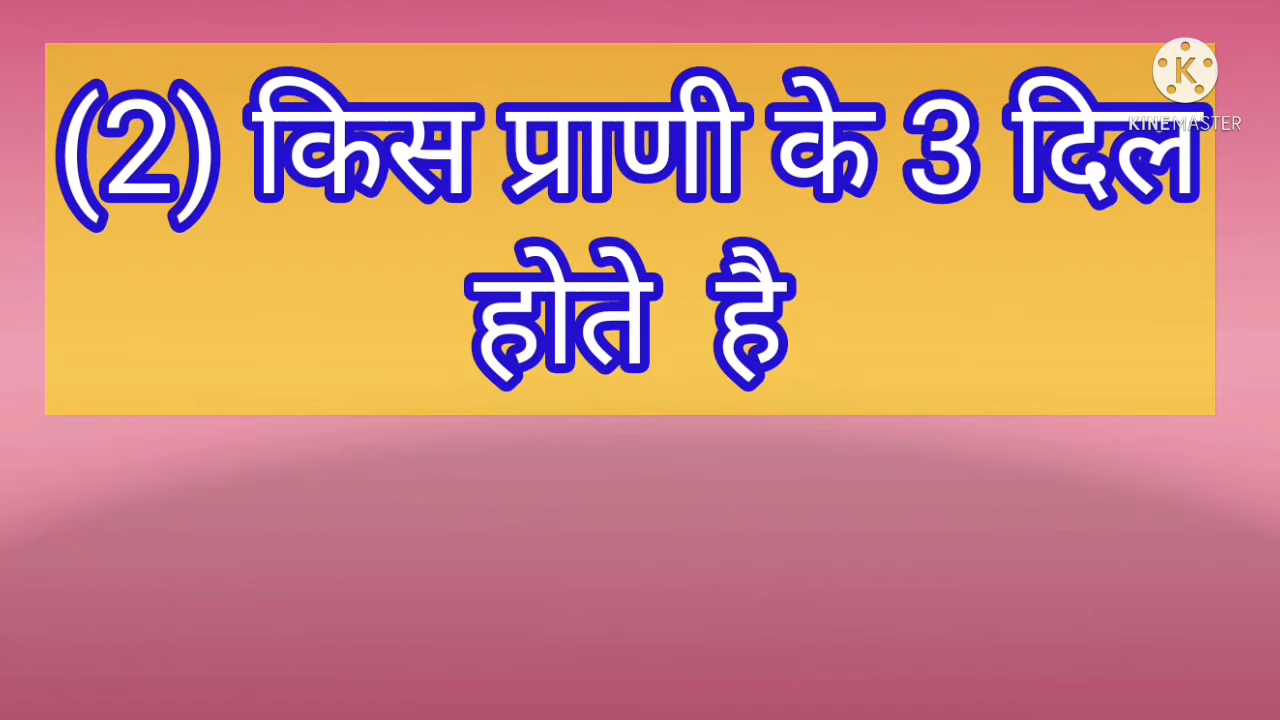 (2) किस प्राणी के 3 दिल
होते है
K
KINEMASTER